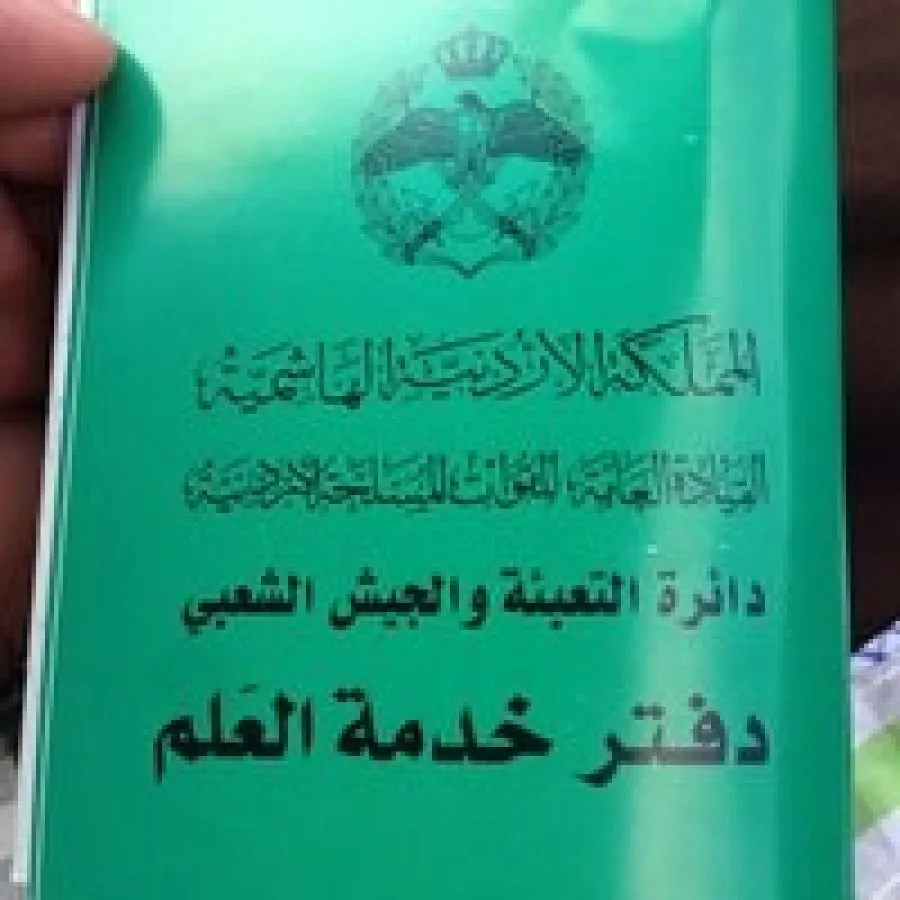 المملكة الأردنية الهاشمية
القيادة العامة للقوات المسلحة الأردنية
دائرة التعبئة والجيش الشعبي
دفتر خدمة العَلم